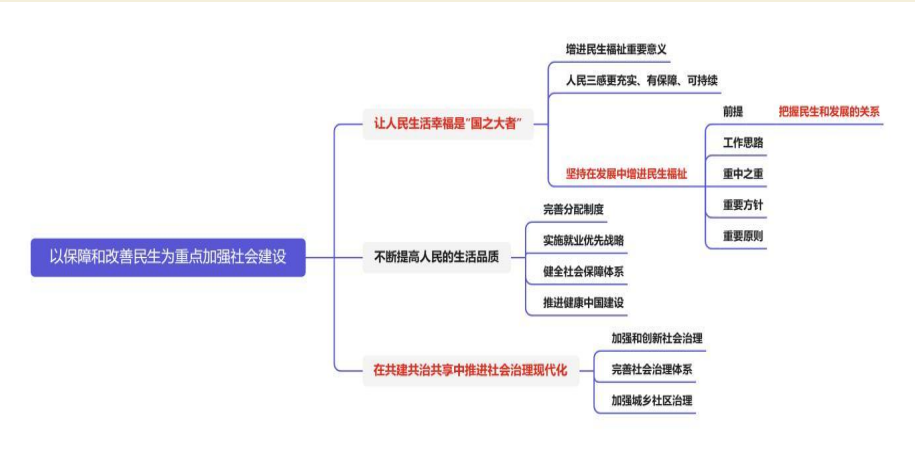 以保障和改善民生为重点加强社会建设
让人民生活幸福是“国之大者”
增进民生福祉重要意义
人民三感更充实、有保障、可持续
坚持在发展中增进民生福祉
前提
把握民生和发展的关系
工作思路
重中之重
重要方针
重要原则
不断提高人民的生活品质
完善分配制度
实施就业优先战略
健全社会保障体系
推进健康中国建设
在共建共治共享中推进社会治理现代化
加强和创新社会治理
完善社会治理体系
加强城乡社区治理